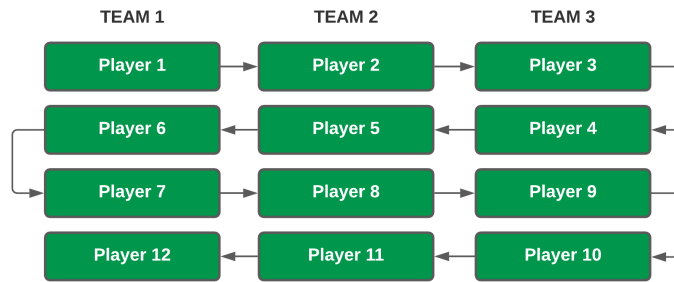 TEAM 1 TEAM 2 TEAM 3
Player 1 Player 2 Player 3
Player 6 Player 5 Player 4
Player 7 Player 8 Player 9
Player 12 Player 11 Player 10